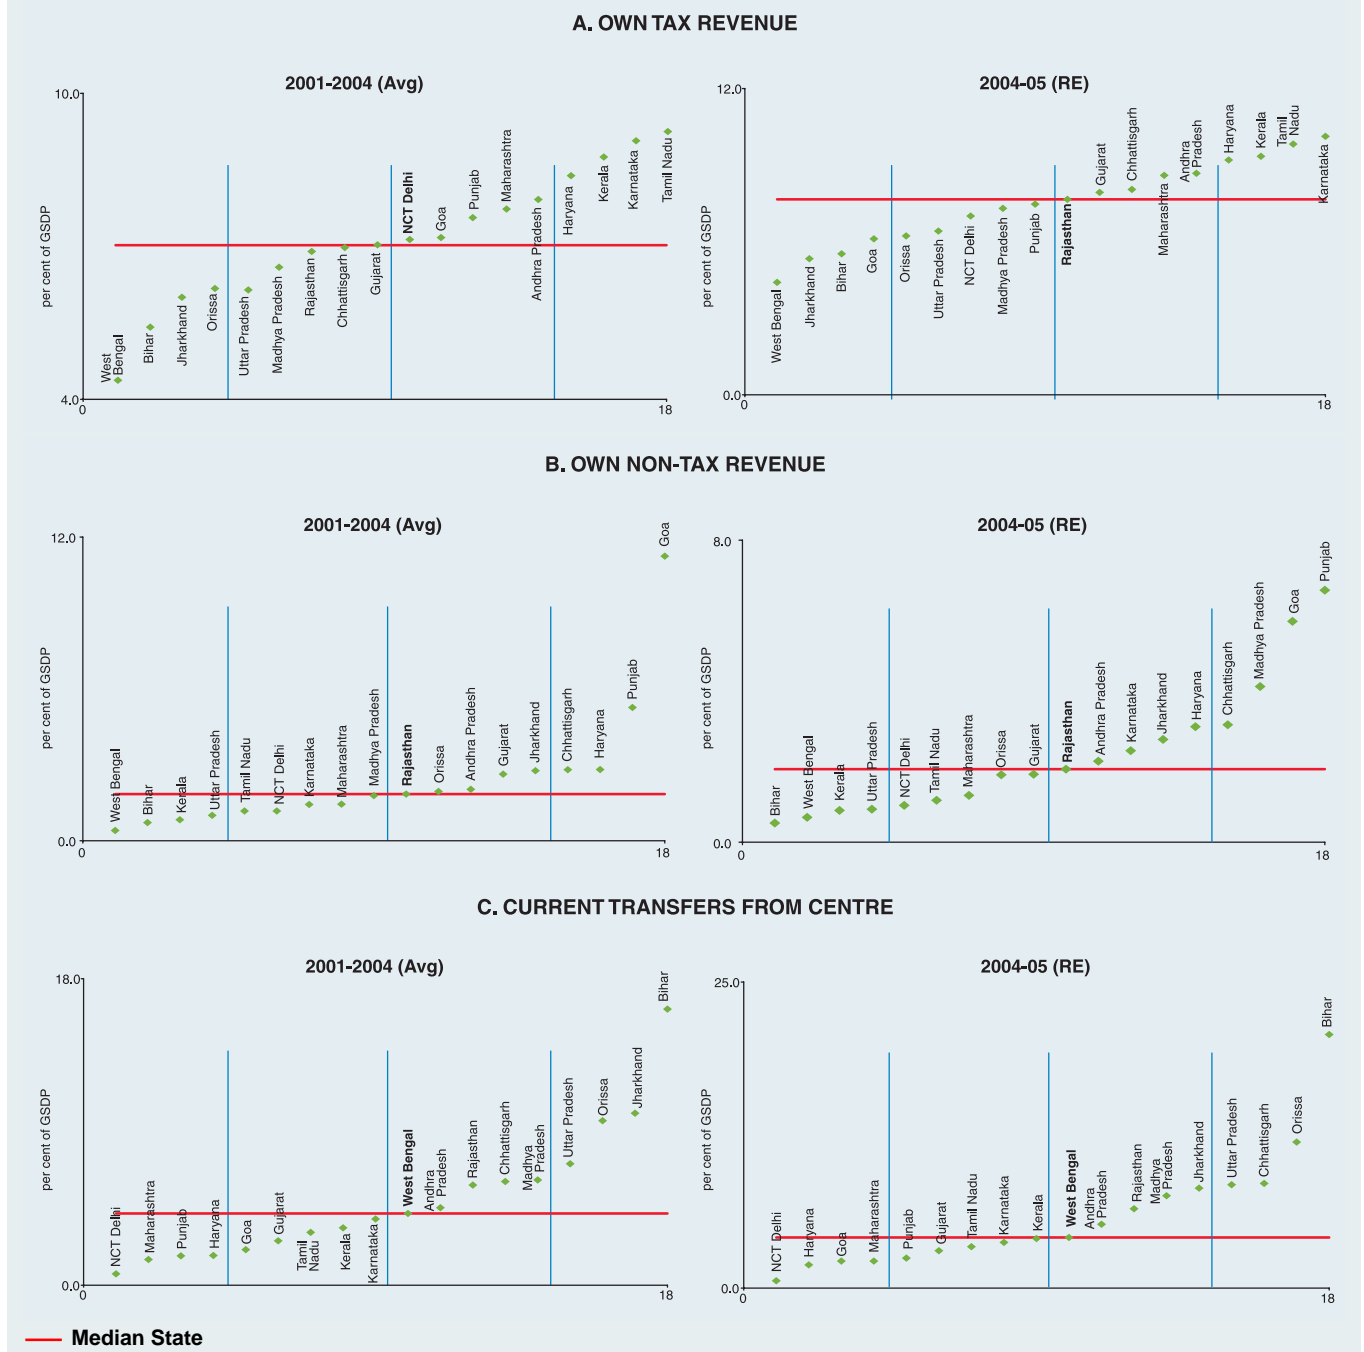 A. OWN TAX REVENUE
2001-2004 (Avg)
10.0
per cent of GSDP
4.0
0
18
West
Bengal
Bihar
Jharkhand
Orissa
Uttar Pradesh
Madhya Pradesh
Rajasthan
Chhattisgarh
Gujarat
NCT Delhi
Goa
Punjab
Maharashtra
Andhra Pradesh
Haryana
Kerala
Karnataka
Tamil Nadu
2004-05 (RE)
12.0
per cent of GSDP
0.0
0
18
West Bengal
Jharkhand
Bihar
Goa
Orissa
Uttar Pradesh
NCT Delhi
Madhya Pradesh
Punjab
Rajasthan
Gujarat
Chhattisgarh
Maharashtra
Andhra
Pradesh
Haryana
Kerala
Tamil
Nadu
Karnataka
B. OWN NON-TAX REVENUE
2001-2004 (Avg)
12.0
per cent of GSDP
0.0
0
18
West Bengal
Bihar
Kerala
Uttar Pradesh
Tamil Nadu
NCT Delhi
Karnataka
Maharashtra
Madhya Pradesh
Rajasthan
Orissa
Andhra Pradesh
Gujarat
Jharkhand
Chhattisgarh
Haryana
Punjab
Goa
2004-05 (RE)
8.0
per cent of GSDP
0.0
0
18
Bihar
West Bengal
Kerala
Uttar Pradesh
NCT Delhi
Tamil Nadu
Maharashtra
Orissa
Gujarat
Rajasthan
Andhra Pradesh
Karnataka
Jharkhand
Haryana
Chhattisgarh
Madhya Pradesh
Goa
Punjab
C. CURRENT TRANSFERS FROM CENTRE
2001-2004 (Avg)
18.0
per cent of GSDP
0.0
0
18
NCT Delhi
Maharashtra
Punjab
Haryana
Goa
Gujarat
Tamil
Nadu
Kerala
Karnataka
West Bengal
Andhra
Pradesh
Rajasthan
Chhattisgarh
Madhya
Pradesh
Uttar Pradesh
Orissa
Jharkhand
Bihar
2004-05 (RE)
25.0
per cent of GSDP
0.0
0
18
NCT Delhi
Haryana
Goa
Maharashtra
Punjab
Gujarat
Tamil Nadu
Karnataka
Kerala
West Bengal
Andhra
Pradesh
Rajasthan
Madhya
Pradesh
Jharkhand
Uttar Pradesh
Chhattisgarh
Orissa
Bihar
Median State